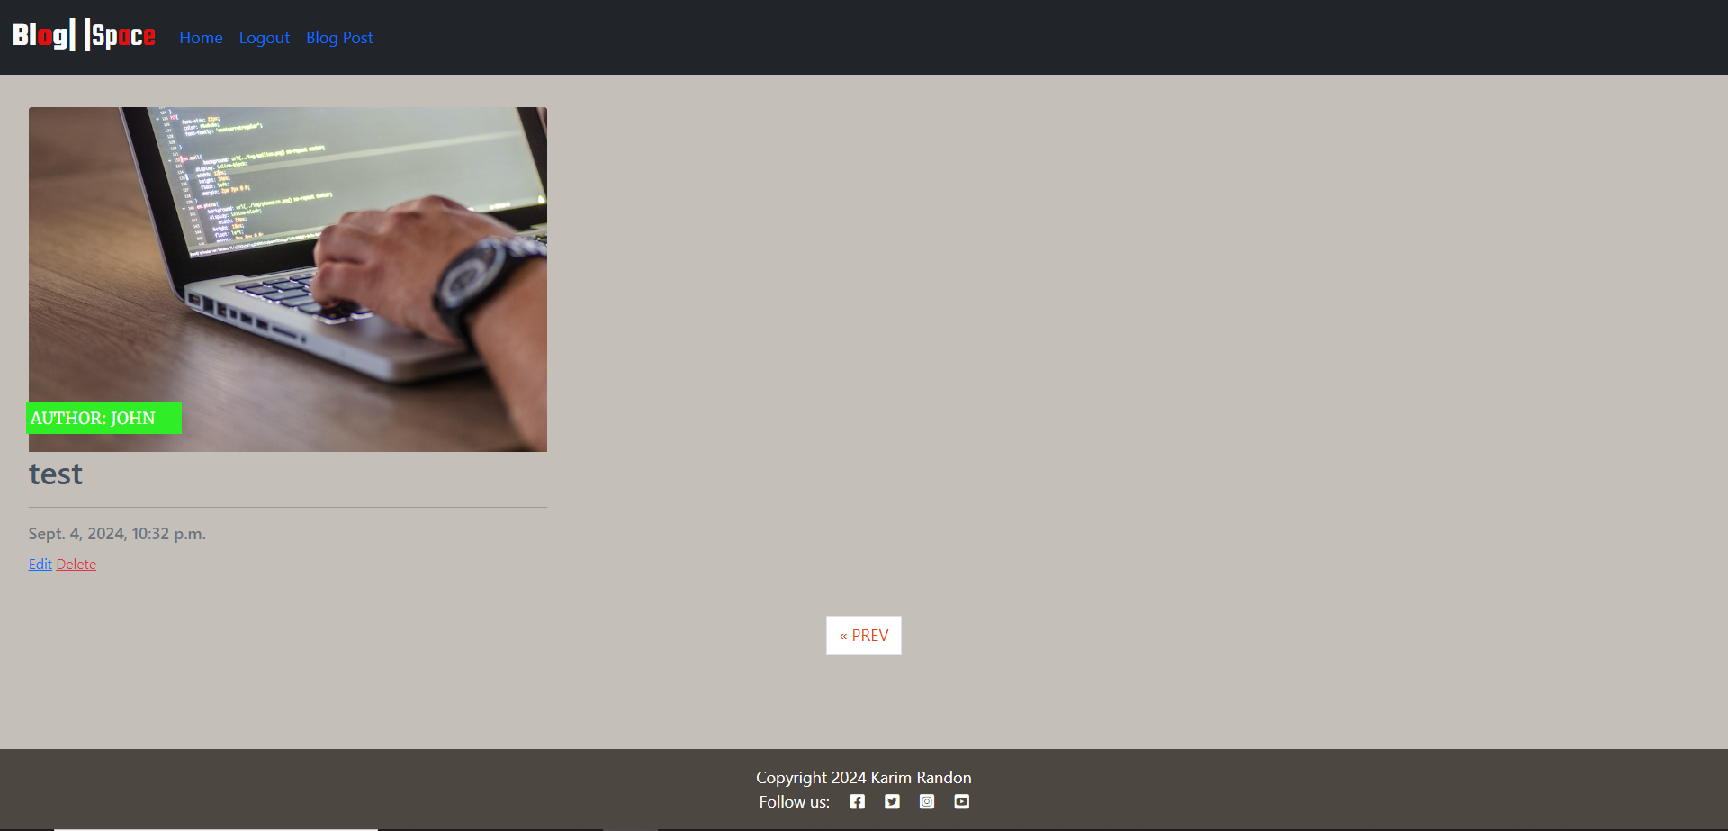 Blog| |Space
Home Logout Blog Post
AUTHOR: JOHN
test
Sept. 4, 2024, 10:32 p.m.
Edit Delete
« PREV
Copyright 2024 Karim Randon
Follow us: